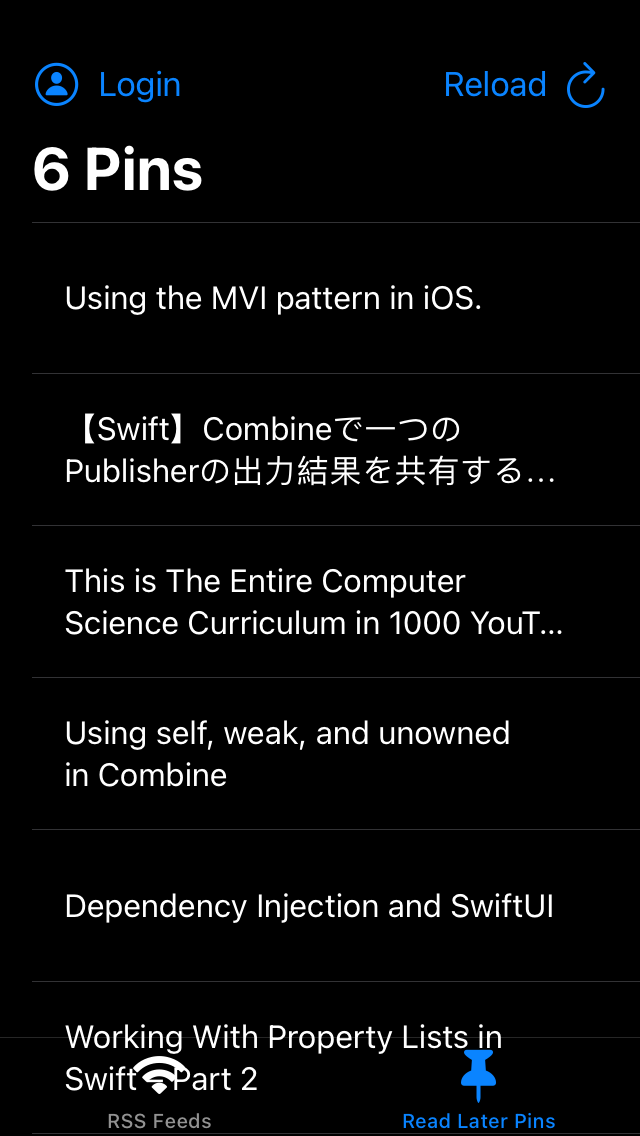 Login
Reload
6 Pins
Using the MVI pattern in iOS.
【Swift】Combineで一つの
Publisherの出力結果を共有する…
This is The Entire Computer
Science Curriculum in 1000 YouT...
Using self, weak, and unowned
in Combine
Dependency Injection and SwiftUI
Working With Property Lists in
Swift Part 2
RSS Feeds
Read Later Pins